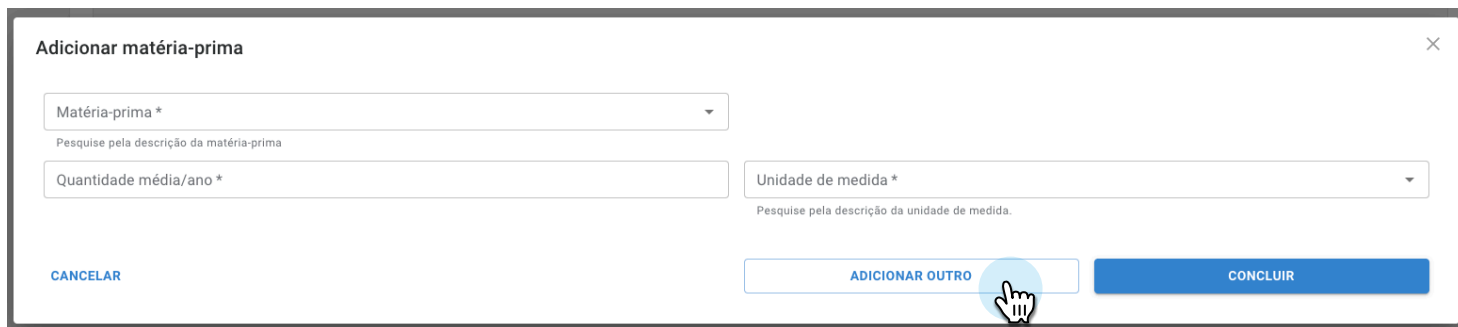 Adicionar matéria-prima
Matéria-prima *
Pesquise pela descrição da matéria-prima
Quantidade média/ano *
Unidade de medida *
Pesquise pela descrição da unidade de medida.
CANCELAR
ADICIONAR OUTRO
CONCLUIR